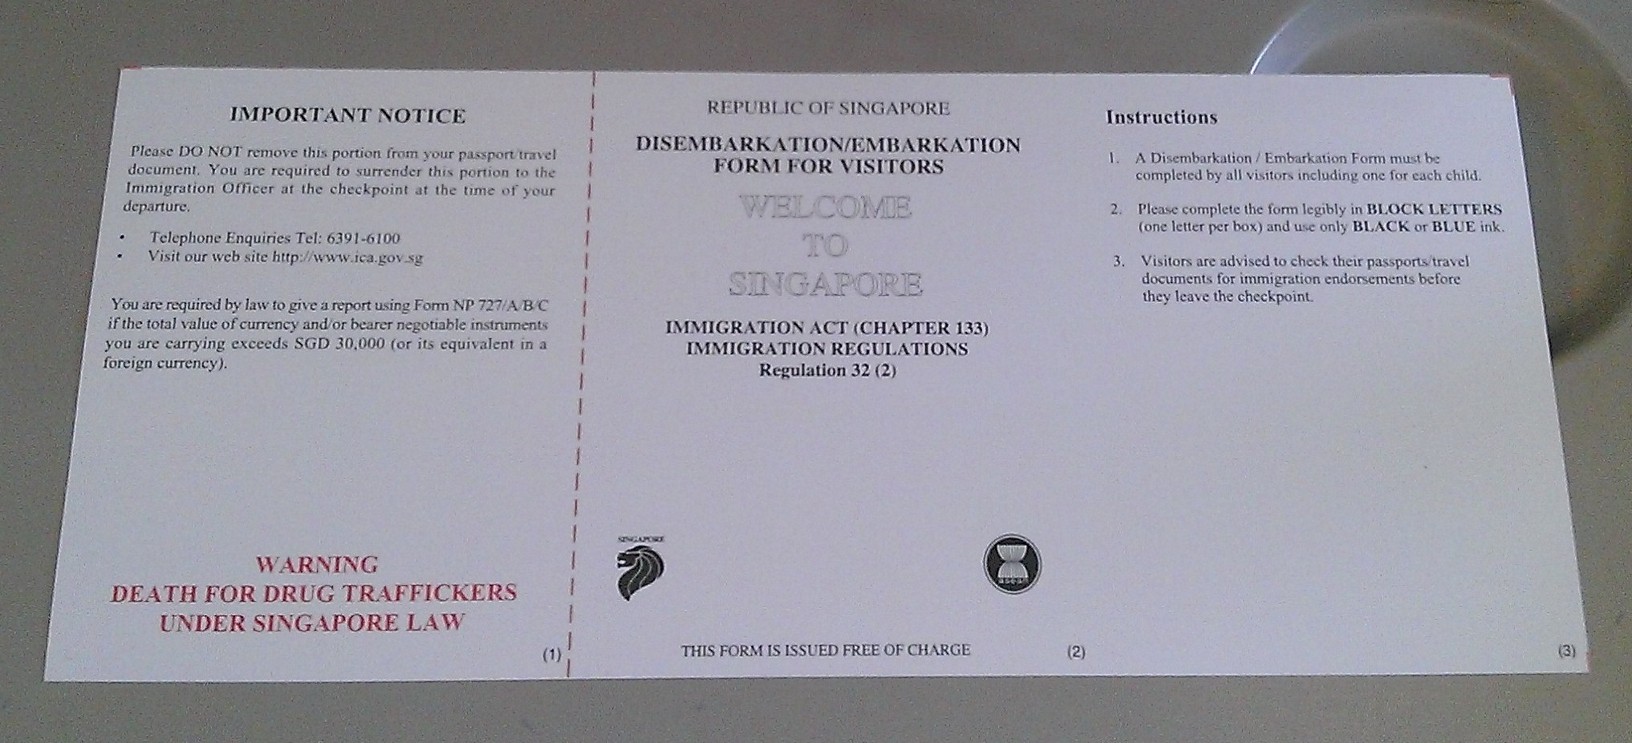 IMPORTANT NOTICE
Please DO NOT remove this portion from your passport/travel
document. You are required to surrender this portion to the
Immigration Officer at the checkpoint at the time of your
departure.
• Telephone Enquiries Tel: 6391-6100
• Visit our web site http://www.ica.gov.sg
You are required by law to give a report using Form NP 727/A/B/C
if the total value of currency and/or bearer negotiable instruments
you are carrying exceeds SGD 30,000 (or its equivalent in a
foreign currency).
WARNING
DEATH FOR DRUG TRAFFICKERS
UNDER SINGAPORE LAW
(1)
REPUBLIC OF SINGAPORE
DISEMBARKATION/EMBARKATION
FORM FOR VISITORS
WELCOME
TO
SINGAPORE
IMMIGRATION ACT (CHAPTER 133)
IMMIGRATION REGULATIONS
Regulation 32 (2)
SINGAPORE
asean
THIS FORM IS ISSUED FREE OF CHARGE
(2)
Instructions
1. A Disembarkation / Embarkation Form must be
completed by all visitors including one for each child.
2. Please complete the form legibly in BLOCK LETTERS
(one letter per box) and use only BLACK or BLUE ink.
3. Visitors are advised to check their passports/travel
documents for immigration endorsements before
they leave the checkpoint.
(3)